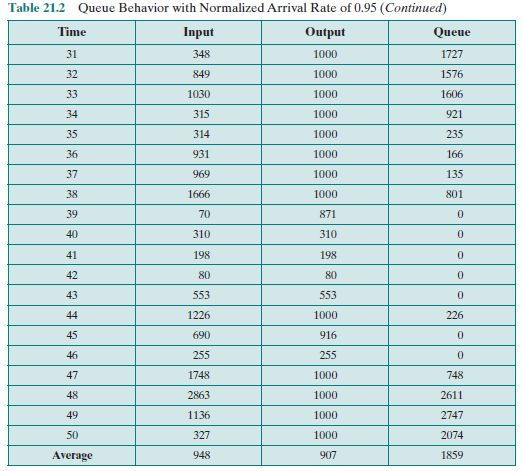 Table 21.2 Queue Behavior with Normalized Arrival Rate of 0.95 (Continued)
Time Input Output Queue
31 348 1000 1727
32 849 1000 1576
33 1030 1000 1606
34 315 1000 921
35 314 1000 235
36 931 1000 166
37 969 1000 135
38 1666 1000 801
39 70 871 0
40 310 310 0
41 198 198 0
42 80 80 0
43 553 553 0
44 1226 1000 226
45 690 916 0
46 255 255 0
47 1748 1000 748
48 2863 1000 2611
49 1136 1000 2747
50 327 1000 2074
Average 948 907 1859